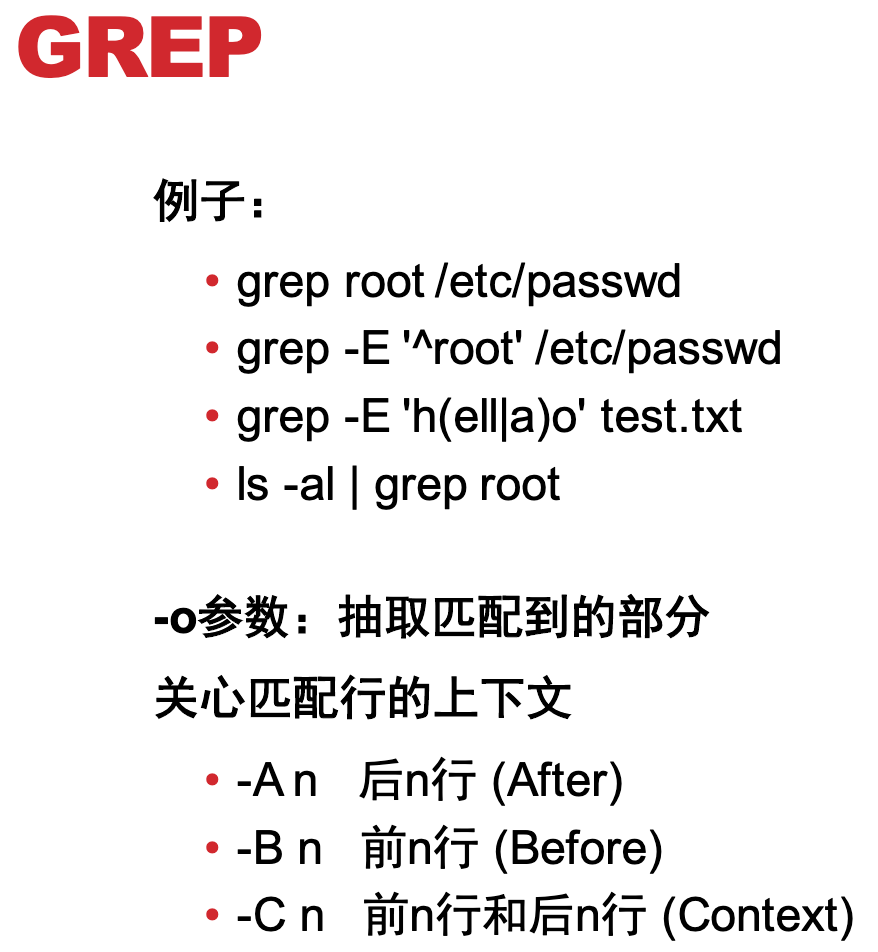 GREP
例子：
• grep root /etc/passwd
• grep -E '^root' /etc/passwd
• grep -E 'h(ell|a)o' test.txt
• ls -al | grep root
-o参数：抽取匹配到的部分
关心匹配行的上下文
• -A n 后n行 (After)
• -B n 前n行 (Before)
• -C n 前n行和后n行 (Context)